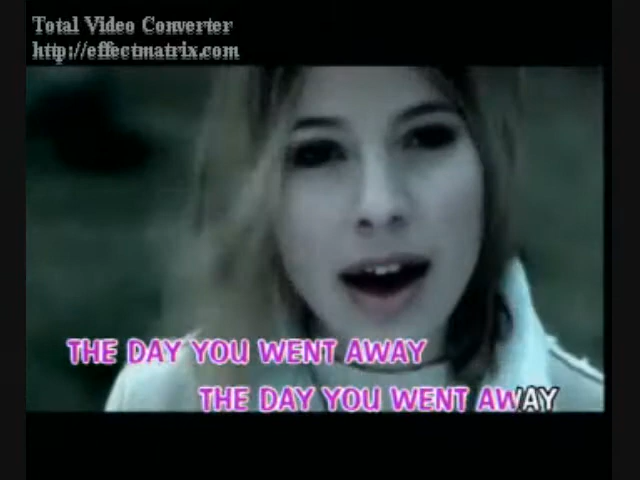 Total Video Converter
http://effectmatrix.com
THE DAY YOU WENT AWAY
THE DAY YOU WENT AWAY